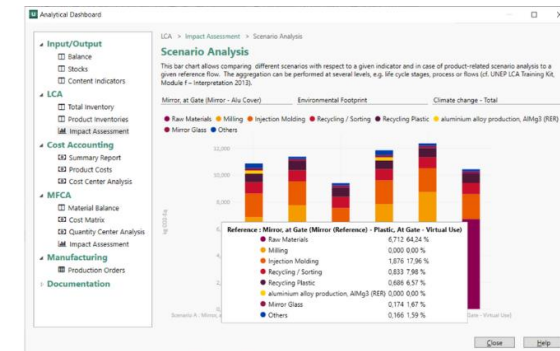 Analytical Dashboard
Input/Output
Balance
Stocks
Content Indicators
LCA
Total Inventory
Product Inventories
Impact Assessment
Cost Accounting
Summary Report
Product Costs
Cost Center Analysis
MFCA
Material Balance
Cost Matrix
Quantity Center Analysis
Impact Assessment
Manufacturing
Production Orders
Documentation
LCA > Impact Assessment > Scenario Analysis
Scenario Analysis
This bar chart allows comparing different scenarios with respect to a given indicator and in case of product-related scenario analysis to a
given reference flow. The aggregation can be performed at several levels, e.g. life cycle stages, process or flows (cf. UNEP LCA Training Kit,
Module f – Interpretation 2013).
Mirror, at Gate (Mirror - Alu Cover) Environmental Footprint Climate change - Total
Raw Materials Milling Injection Molding Recycling / Sorting Recycling Plastic aluminium alloy production, AlMg3 (RER)
Mirror Glass Others
12,000
10,000
8,000
Reference : Mirror, at Gate (Mirror (Reference) - Plastic, At Gate - Virtual Use)
Raw Materials 6,712 64,24 %
Milling 0,000 0,00 %
Injection Molding 1,876 17,96 %
Recycling / Sorting 0,833 7,98 %
Recycling Plastic 0,686 6,57 %
aluminium alloy production, AlMg3 (RER) 0,000 0,00 %
Mirror Glass 0,174 1,67 %
Others 0,166 1,59 %
Scenario A : Mirror, Gate - Virtual Use)
Close Help